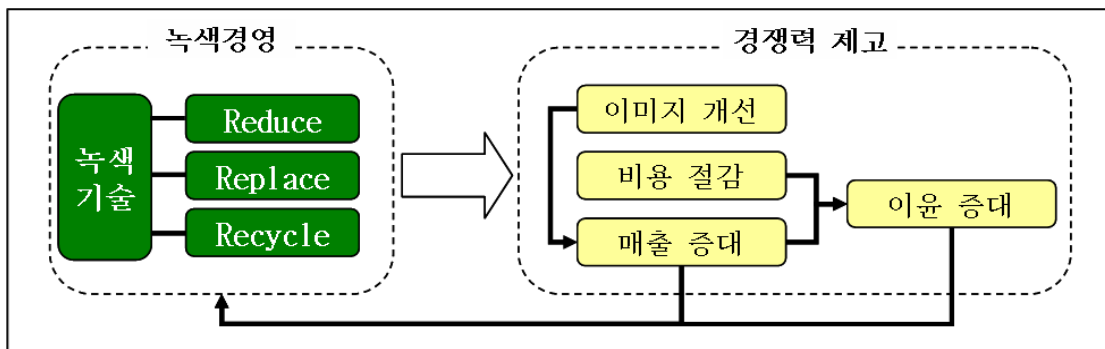 녹색경영
녹색
기술
Reduce
Replace
Recycle
경쟁력 제고
이미지 개선
비용 절감
매출 증대
이윤 증대